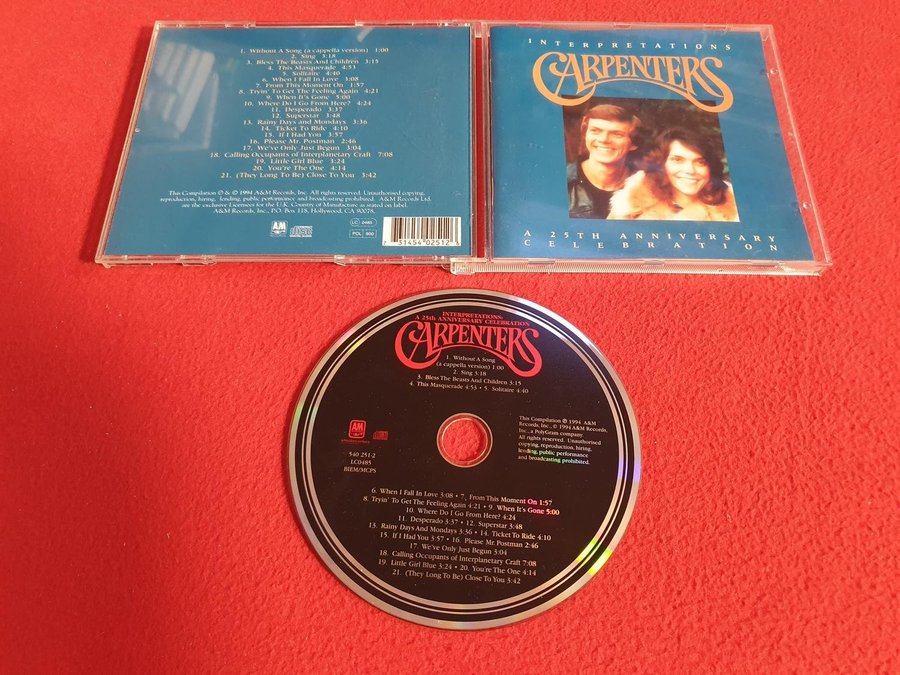 1. Without A Song (a cappella version) 1:00
2. Sing 3:18
3. Bless The Beasts And Children 3:15
4. This Masquerade 4:53
5. Solitaire 4:40
6. When I Fall In Love 3:08
7. From This Moment On 1:57
8. Tryin' To Get The Feeling Again 4:21
9. When It's Gone 5:00
10. Where Do I Go From Here? 4:24
11. Desperado 3:37
12. Superstar 3:48
13. Rainy Days and Mondays 3:36
14. Ticket To Ride 4:10
15. If I Had You 3:57
16. Please Mr. Postman 2:46
17. We've Only Just Begun 3:04
18. Calling Occupants of Interplanetary Craft 7:08
19. Little Girl Blue 3:24
20. You're The One 4:14
21. (They Long To Be) Close To You 3:42
This Compilation ℗ & © 1994 A&M Records, Inc. All rights reserved. Unauthorised copying,
reproduction, hiring, lending, public performance and broadcasting prohibited. A&M Records Ltd.
are the exclusive Licensees for the U.K. Country of Manufacture as stated on label.
A&M Records, Inc., P.O. Box 118, Hollywood, CA 90078.
AM
LC 0485
POL 900
7 31454 02512 5
INTERPRETATIONS
CARPENTERS
A 25TH ANNIVERSARY
CELEBRATION
INTERPRETATIONS:
A 25th ANNIVERSARY CELEBRATION
CARPENTERS
1. Without A Song
(a cappella version) 1:00
2. Sing 3:18
3. Bless The Beasts And Children 3:15
4. This Masquerade 4:53 • 5. Solitaire 4:40
AM
540 251-2
LC0485
BIEM/MCPS
This Compilation ℗ 1994 A&M
Records, Inc., © 1994 A&M Records,
Inc., a PolyGram company.
All rights reserved. Unauthorised
copying, reproduction, hiring,
lending, public performance
and broadcasting prohibited.
6. When I Fall In Love 3:08 • 7. From This Moment On 1:57
8. Tryin' To Get The Feeling Again 4:21 • 9. When It's Gone 5:00
10. Where Do I Go From Here? 4:24
11. Desperado 3:37 • 12. Superstar 3:48
13. Rainy Days And Mondays 3:36 • 14. Ticket To Ride 4:10
15. If I Had You 3:57 • 16. Please Mr. Postman 2:46
17. We've Only Just Begun 3:04
18. Calling Occupants of Interplanetary Craft 7:08
19. Little Girl Blue 3:24 • 20. You're The One 4:14
21. (They Long To Be) Close To You 3:42